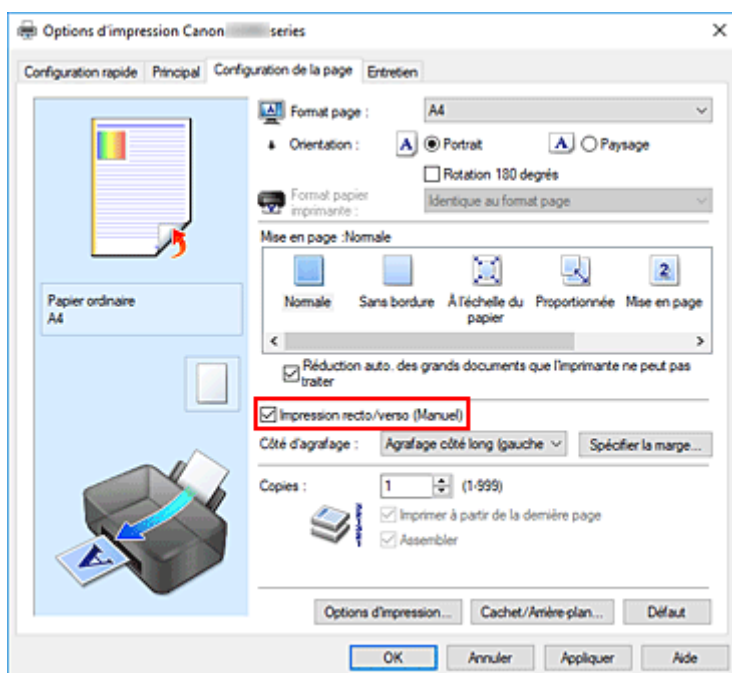 Options d'impression Canon series
Configuration rapide Principal Configuration de la page Entretien
Format page : A4
Orientation : A Portrait A Paysage
Rotation 180 degrés
Format papier
imprimante : Identique au format page
Mise en page :Normale
2
Normale Sans bordure À l'échelle du Proportionnée Mise en page
papier
Papier ordinaire
A4
Réduction auto. des grands documents que l'imprimante ne peut pas
traiter
Impression recto/verso (Manuel)
Côté d'agrafage : Agrafage côté long (gauche Spécifier la marge...
Copies : 1 (1-999)
Imprimer à partir de la dernière page
Assembler
A
Options d'impression... Cachet/Arrière-plan... Défaut
OK Annuler Appliquer Aide